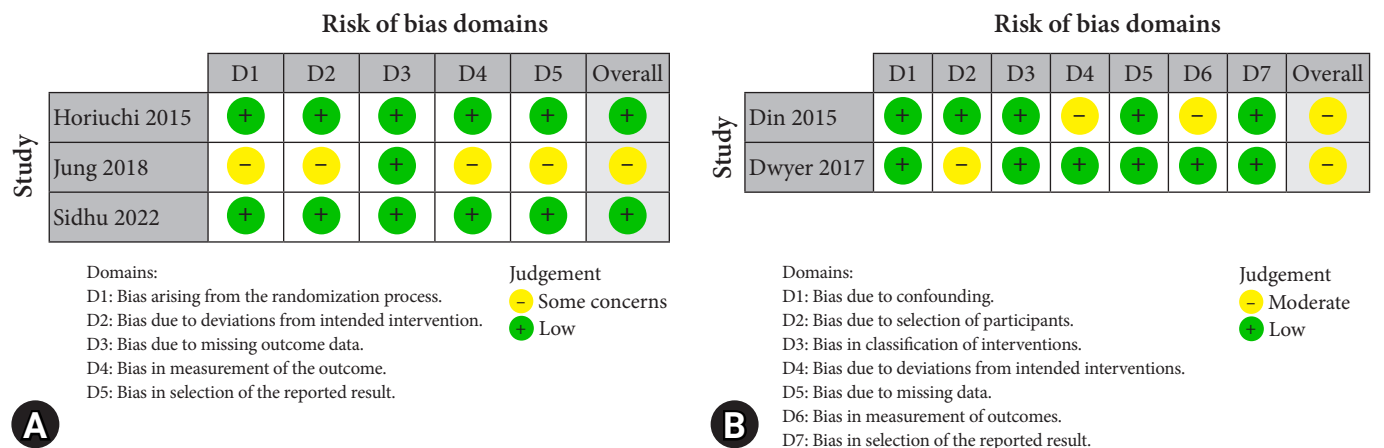 Risk of bias domains
D1 D2 D3 D4 D5 Overall
Study
Horiuchi 2015 + + + + + +
Jung 2018 – – + – – –
Sidhu 2022 + + + + + +
Domains:
D1: Bias arising from the randomization process.
D2: Bias due to deviations from intended intervention.
D3: Bias due to missing outcome data.
D4: Bias in measurement of the outcome.
D5: Bias in selection of the reported result.
Judgement
– Some concerns
+ Low
A
Risk of bias domains
D1 D2 D3 D4 D5 D6 D7 Overall
Study
Din 2015 + + + – + – + –
Dwyer 2017 + – + + + + + –
Domains:
D1: Bias due to confounding.
D2: Bias due to selection of participants.
D3: Bias in classification of interventions.
D4: Bias due to deviations from intended interventions.
D5: Bias due to missing data.
D6: Bias in measurement of outcomes.
D7: Bias in selection of the reported result.
Judgement
– Moderate
+ Low
B